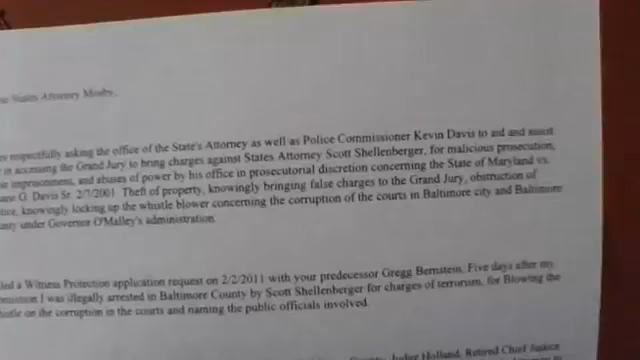 States Attorney Mosby,
respectfully asking the office of the State's Attorney as well as Police Commissioner Kevin Davis to aid and assist
in accessing the Grand Jury to bring charges against States Attorney Scott Shellenberger, for malicious prosecution,
imprisonment, and abuses of power by his office in prosecutorial discretion concerning the State of Maryland vs.
G. Davis Sr. 2/7/2001. Theft of property, knowingly bringing false charges to the Grand Jury, obstruction of
knowingly locking up the whistle blower concerning the corruption of the courts in Baltimore city and Baltimore
under Governor O'Malley's administration.
a Witness Protection application request on 2/2/2011 with your predecessor Gregg Bernstein, Five days after my
I was illegally arrested in Baltimore County by Scott Shellenberger for charges of terrorism, for Blowing the
on the corruption in the courts and naming the public officials involved.
Judge Holland, Retired Chief Justice